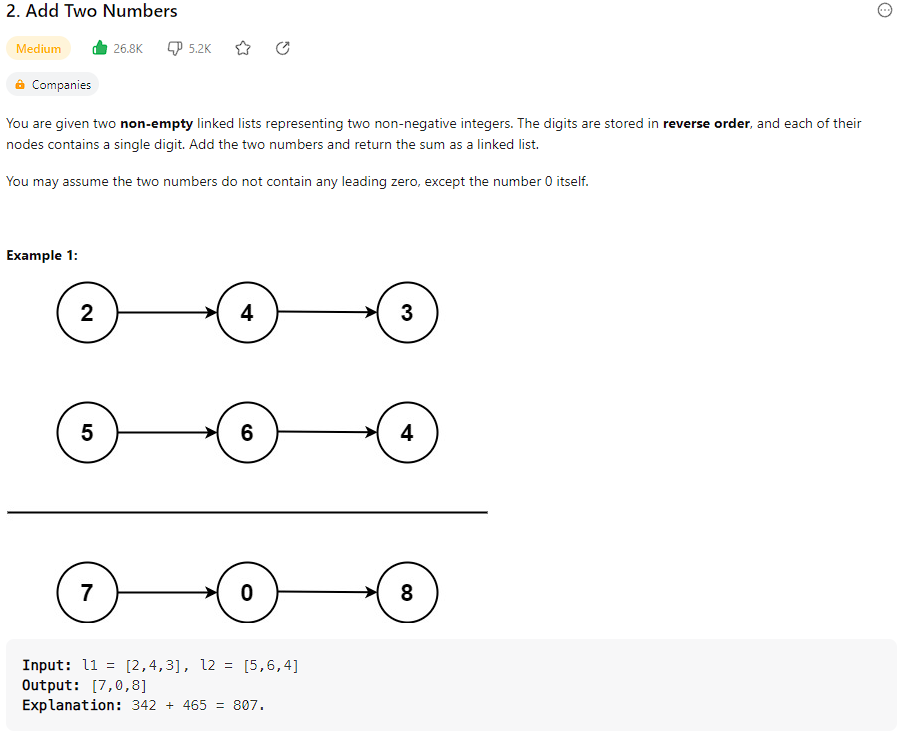 2. Add Two Numbers
Medium 26.8K 5.2K
Companies
You are given two non-empty linked lists representing two non-negative integers. The digits are stored in reverse order, and each of their
nodes contains a single digit. Add the two numbers and return the sum as a linked list.
You may assume the two numbers do not contain any leading zero, except the number 0 itself.
Example 1:
2 4 3
5 6 4
7 0 8
Input: l1 = [2,4,3], l2 = [5,6,4]
Output: [7,0,8]
Explanation: 342 + 465 = 807.